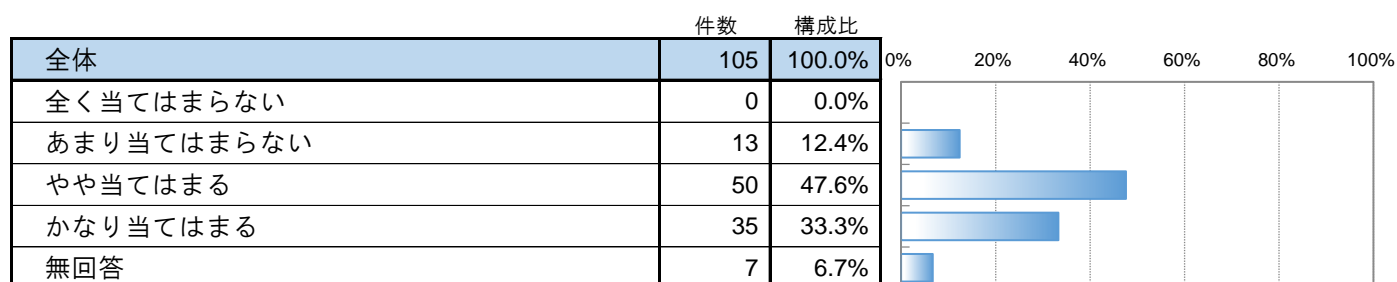 件数 構成比
全体 105 100.0% 0% 20% 40% 60% 80% 100%
全く当てはまらない 0 0.0%
あまり当てはまらない 13 12.4%
やや当てはまる 50 47.6%
かなり当てはまる 35 33.3%
無回答 7 6.7%